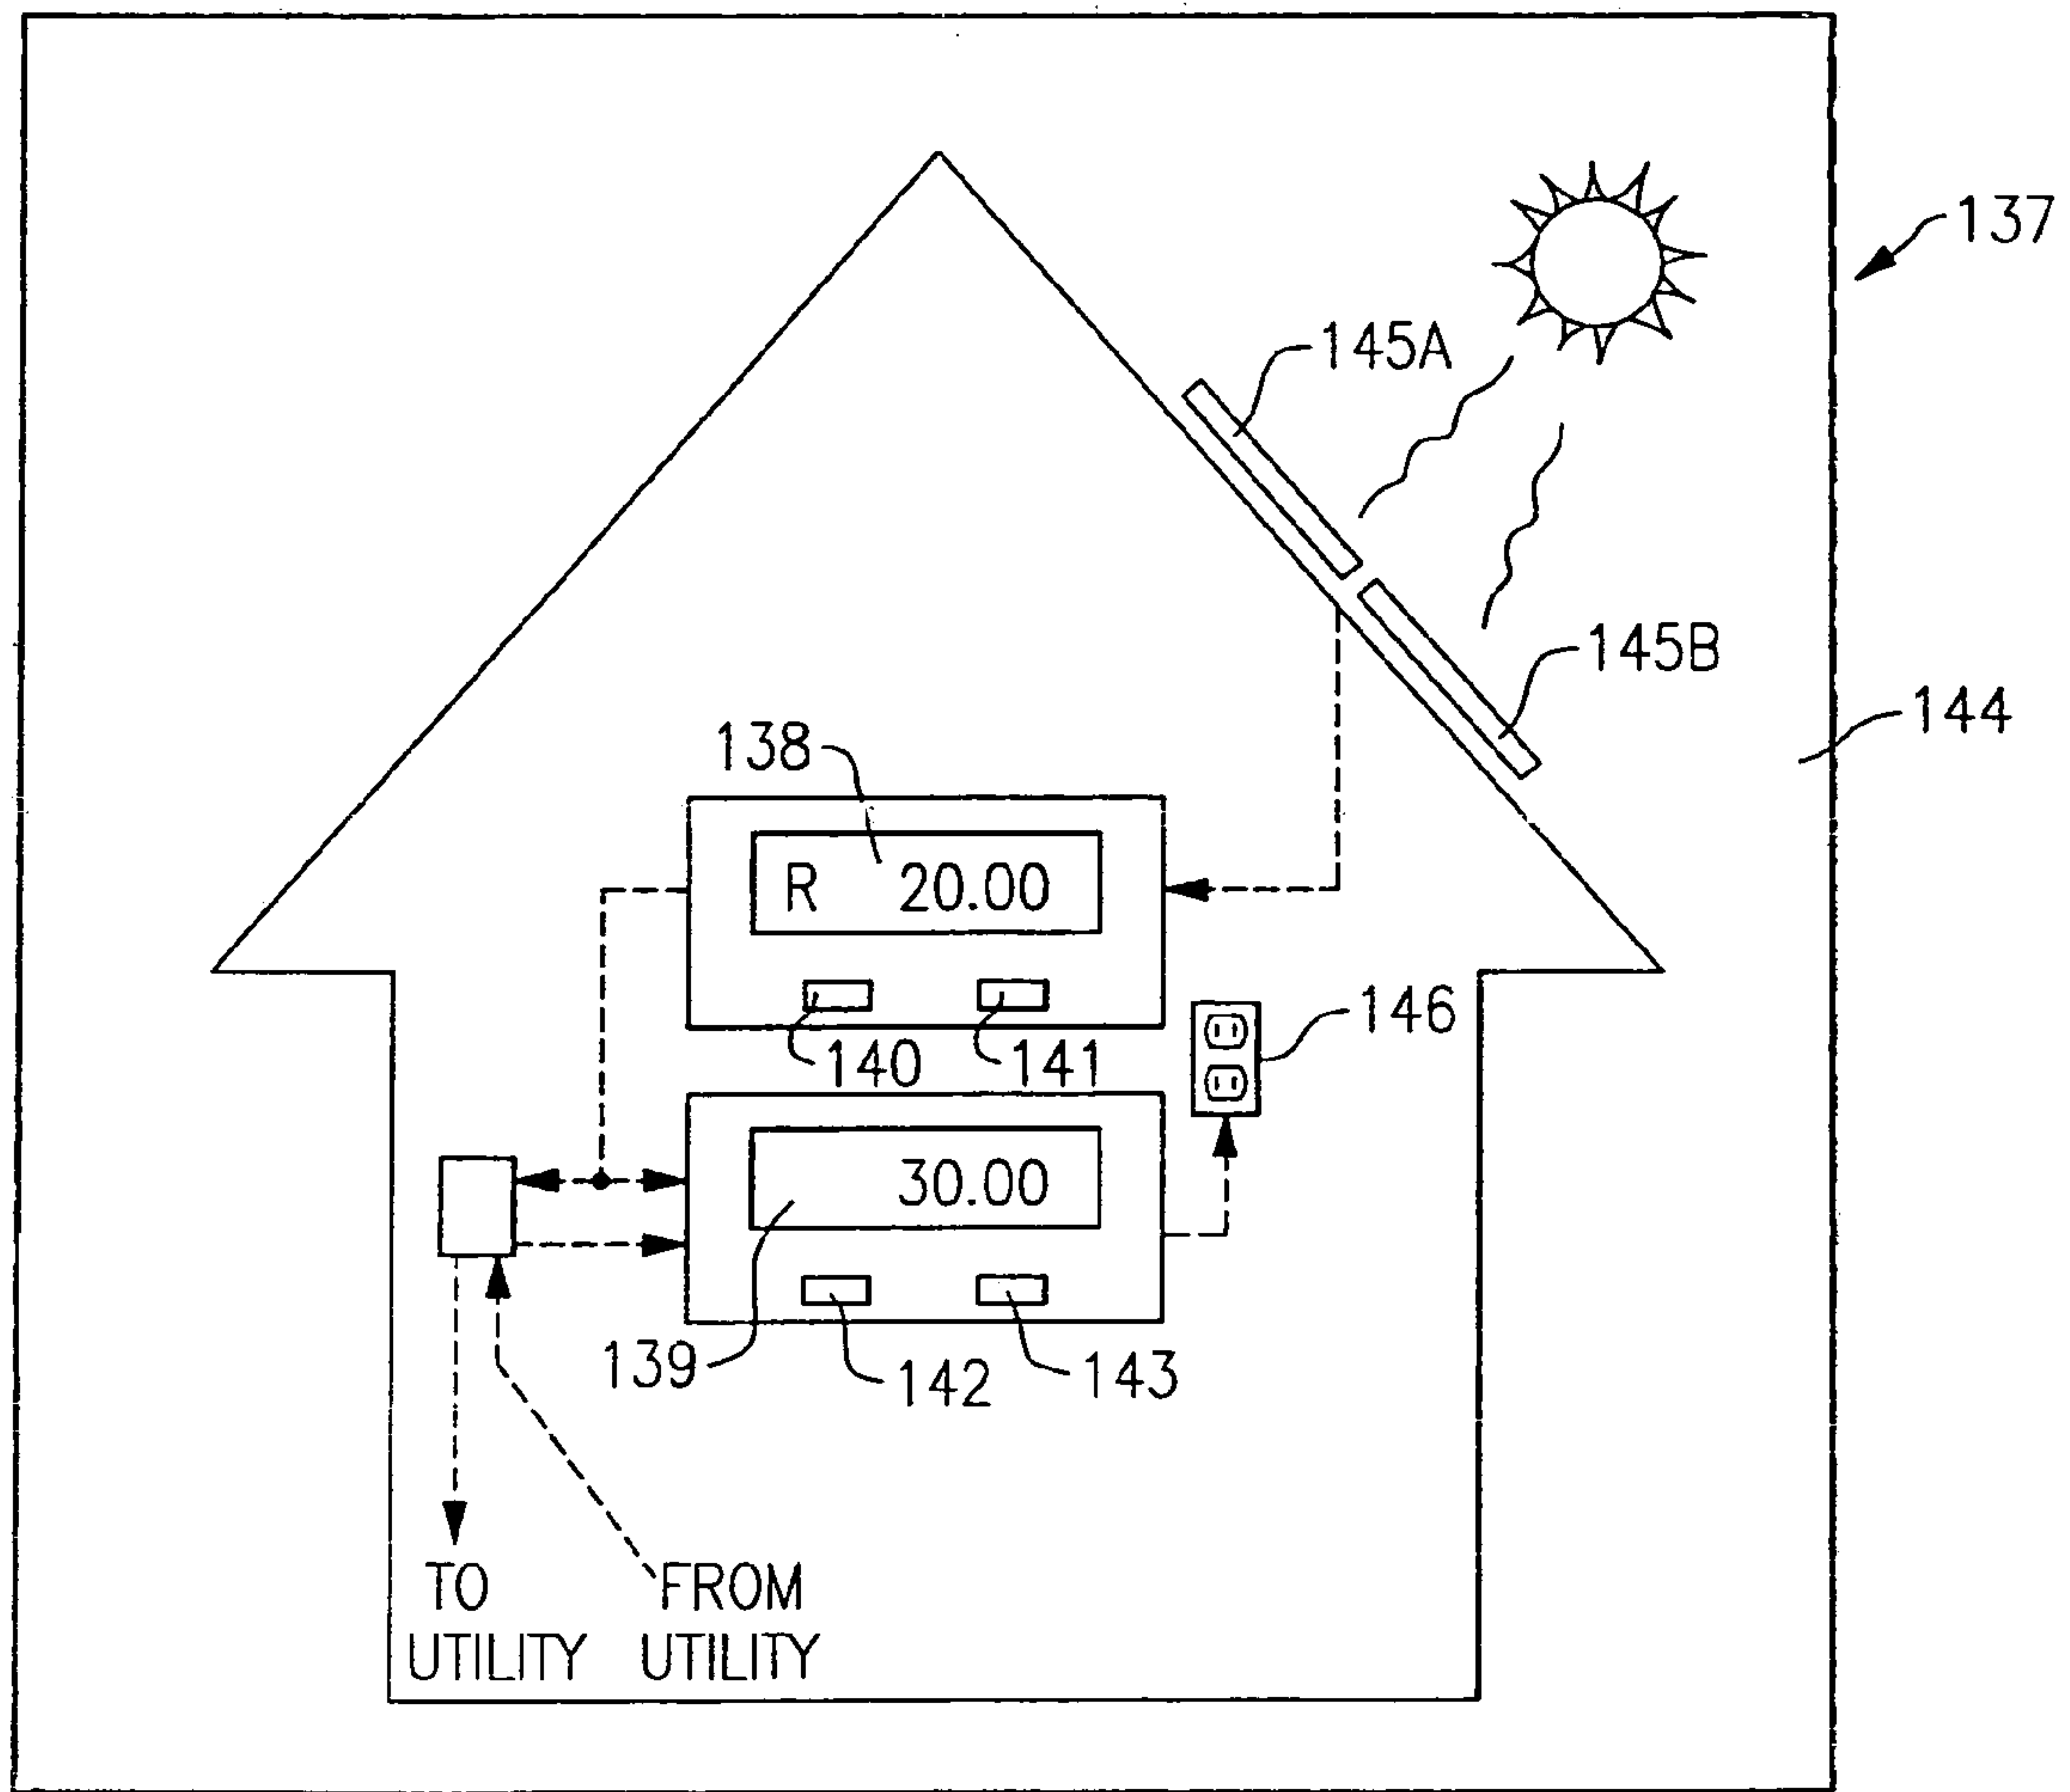 137
145A
145B
144
138
R 20.00
146
140 141
30.00
139 142 143
TO FROM
UTILITY UTILITY